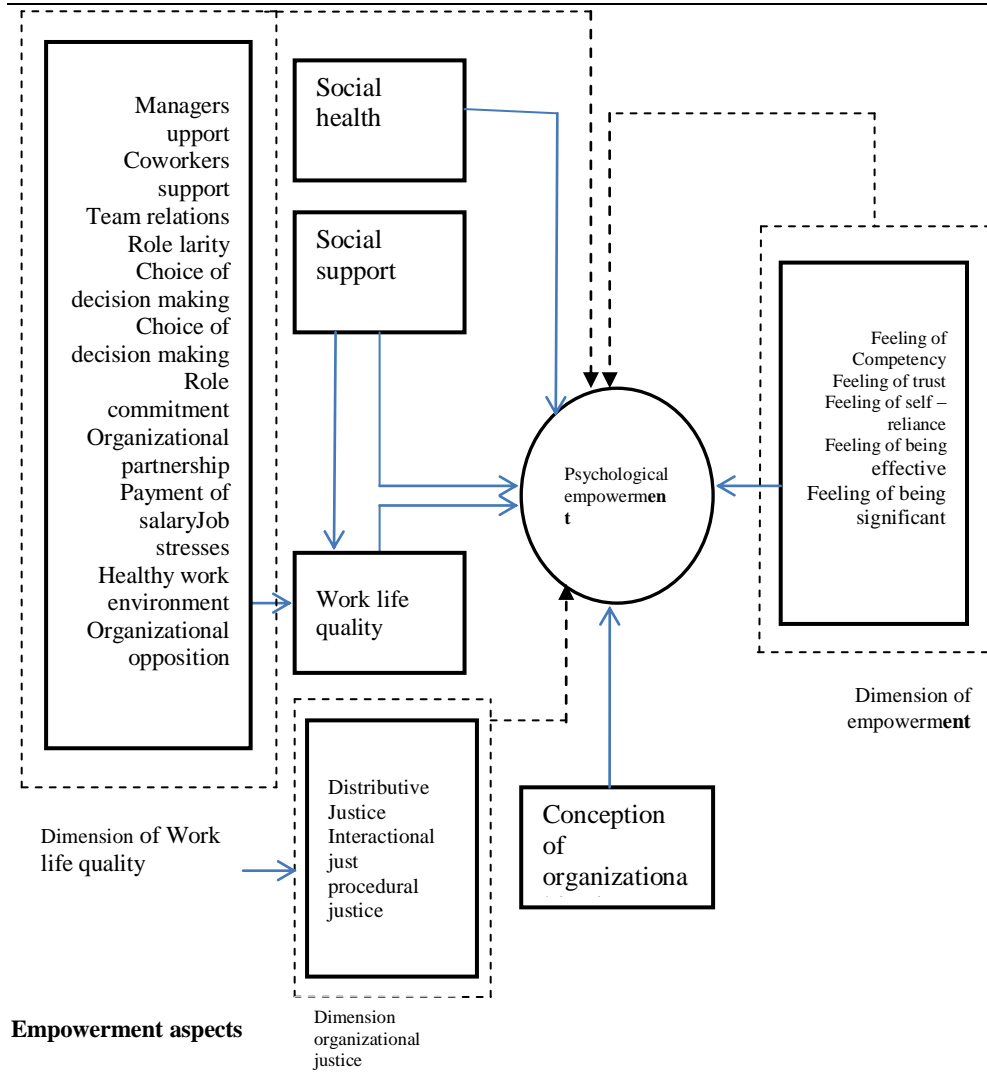 Managers
upport
Coworkers
support
Team relations
Role larity
Choice of
decision making
Choice of
decision making
Role
commitment
Organizational
partnership
Payment of
salaryJob
stresses
Healthy work
environment
Organizational
opposition
Social
health
Social
support
Work life
quality
Psychological
empowermen
t
Feeling of
Competency
Feeling of trust
Feeling of self –
reliance
Feeling of being
effective
Feeling of being
significant
Dimension of
empowerment
Dimension of Work
life quality
Distributive
Justice
Interactional
just
procedural
justice
Conception
of
organizationa
Empowerment aspects
Dimension
organizational
justice